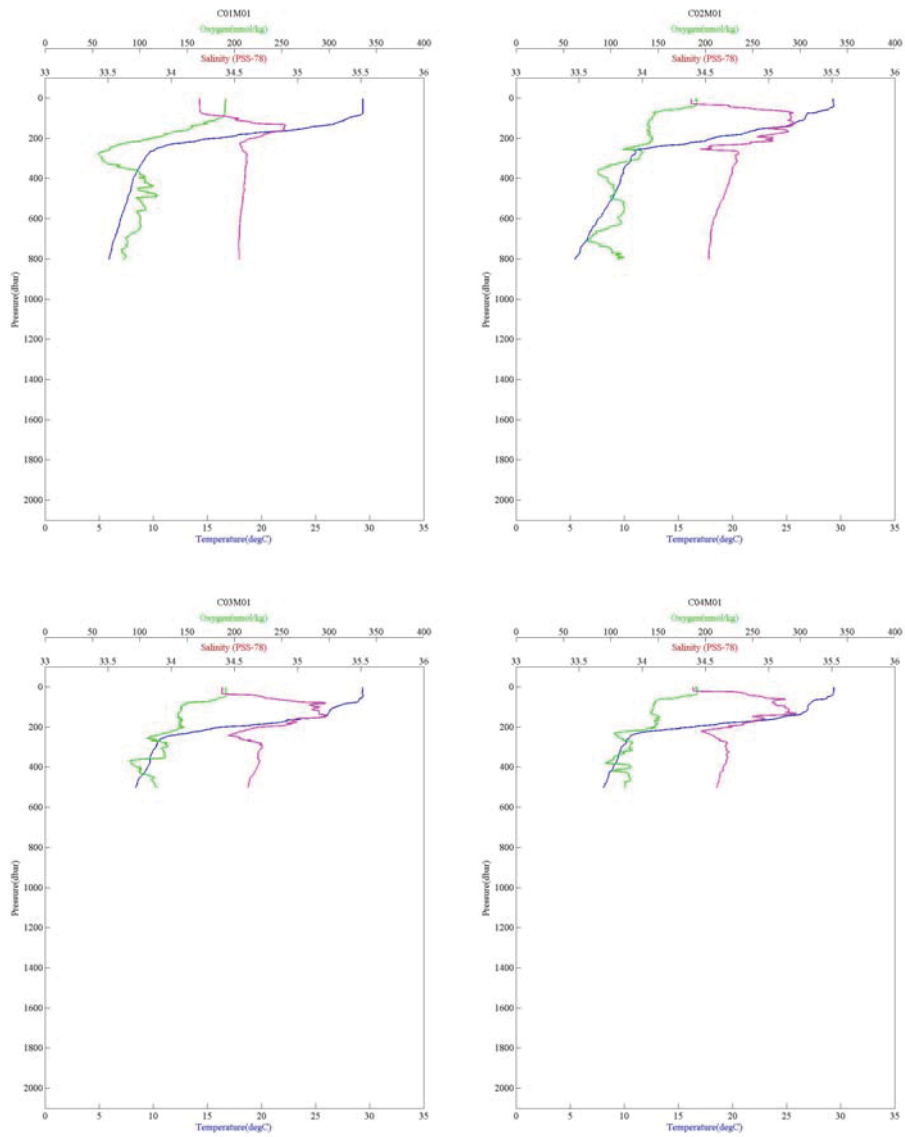 C01M01
Oxygen(umol/kg)
0 50 100 150 200 250 300 350 400
Salinity (PSS-78)
33 33.5 34 34.5 35 35.5 36
0
200
400
600
800
1000
1200
1400
1600
1800
2000
Pressure(dbar)
0 5 10 15 20 25 30 35
Temperature(degC)
C02M01
Oxygen(umol/kg)
0 50 100 150 200 250 300 350 400
Salinity (PSS-78)
33 33.5 34 34.5 35 35.5 36
0
200
400
600
800
1000
1200
1400
1600
1800
2000
Pressure(dbar)
0 5 10 15 20 25 30 35
Temperature(degC)
C03M01
Oxygen(umol/kg)
0 50 100 150 200 250 300 350 400
Salinity (PSS-78)
33 33.5 34 34.5 35 35.5 36
0
200
400
600
800
1000
1200
1400
1600
1800
2000
Pressure(dbar)
0 5 10 15 20 25 30 35
Temperature(degC)
C04M01
Oxygen(umol/kg)
0 50 100 150 200 250 300 350 400
Salinity (PSS-78)
33 33.5 34 34.5 35 35.5 36
0
200
400
600
800
1000
1200
1400
1600
1800
2000
Pressure(dbar)
0 5 10 15 20 25 30 35
Temperature(degC)